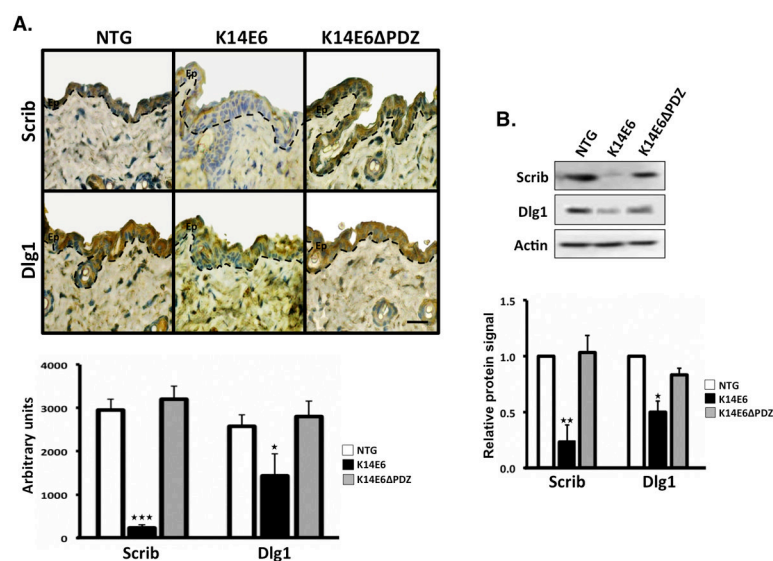 A.
NTG K14E6 K14E6ΔPDZ
Scrib
Ep Ep Ep
Dlg1
Ep Ep Ep
4000
3000
2000
1000
0
Arbitrary units
★★★
★
Scrib Dlg1
NTG
K14E6
K14E6ΔPDZ
B.
NTG K14E6 K14E6ΔPDZ
Scrib
Dlg1
Actin
1.5
1.0
0.5
0.0
Relative protein signal
★★
★
Scrib Dlg1
NTG
K14E6
K14E6ΔPDZ